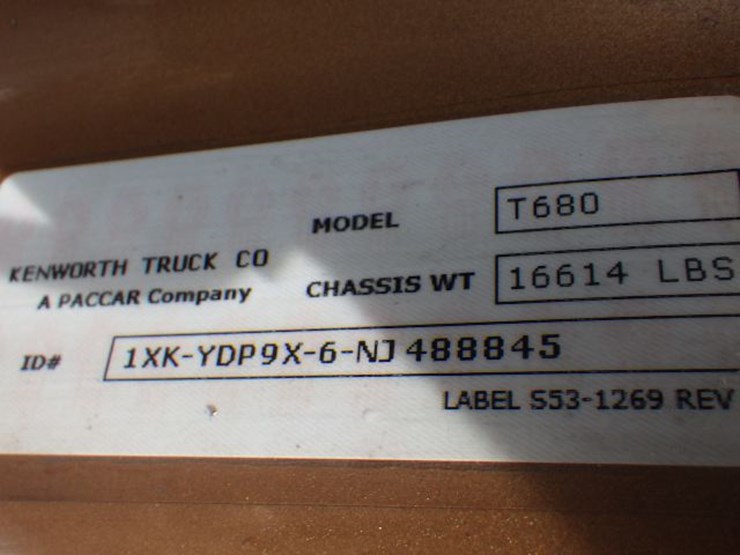 MODEL T680
KENWORTH TRUCK CO
A PACCAR Company
CHASSIS WT 16614 LBS
ID# 1XK-YDP9X-6-NJ488845
LABEL S53-1269 REV